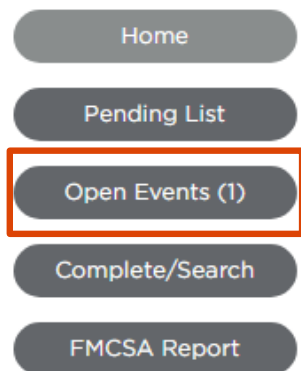 Home
Pending List
Open Events (1)
Complete/Search
FMCSA Report